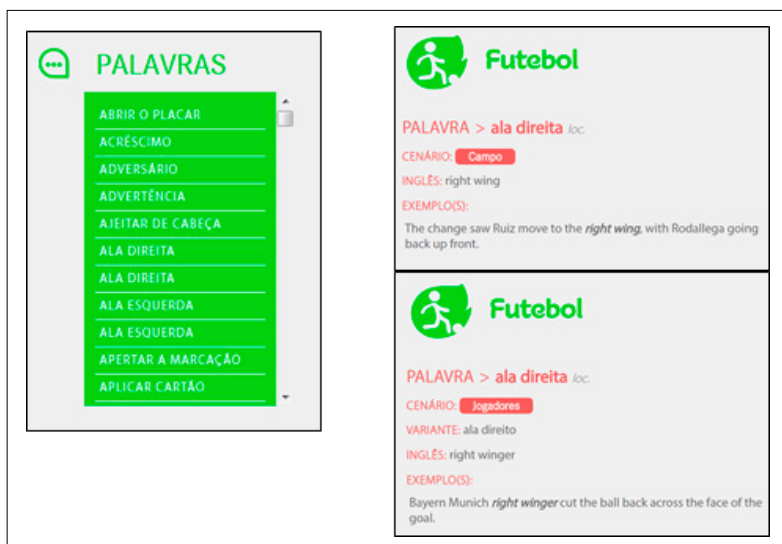 PALAVRAS
ABRIR O PLACAR
ACRÉSCIMO
ADVERSÁRIO
ADVERTÊNCIA
AJEITAR DE CABEÇA
ALA DIREITA
ALA DIREITA
ALA ESQUERDA
ALA ESQUERDA
APERTAR A MARCAÇÃO
APLICAR CARTÃO
Futebol
PALAVRA > ala direita loc.
CENÁRIO: Campo
INGLÊS: right wing
EXEMPLO(S):
The change saw Ruiz move to the right wing, with Rodallega going
back up front.
Futebol
PALAVRA > ala direita loc.
CENÁRIO: Jogadores
VARIANTE: ala direito
INGLÊS: right winger
EXEMPLO(S):
Bayern Munich right winger cut the ball back across the face of the
goal.